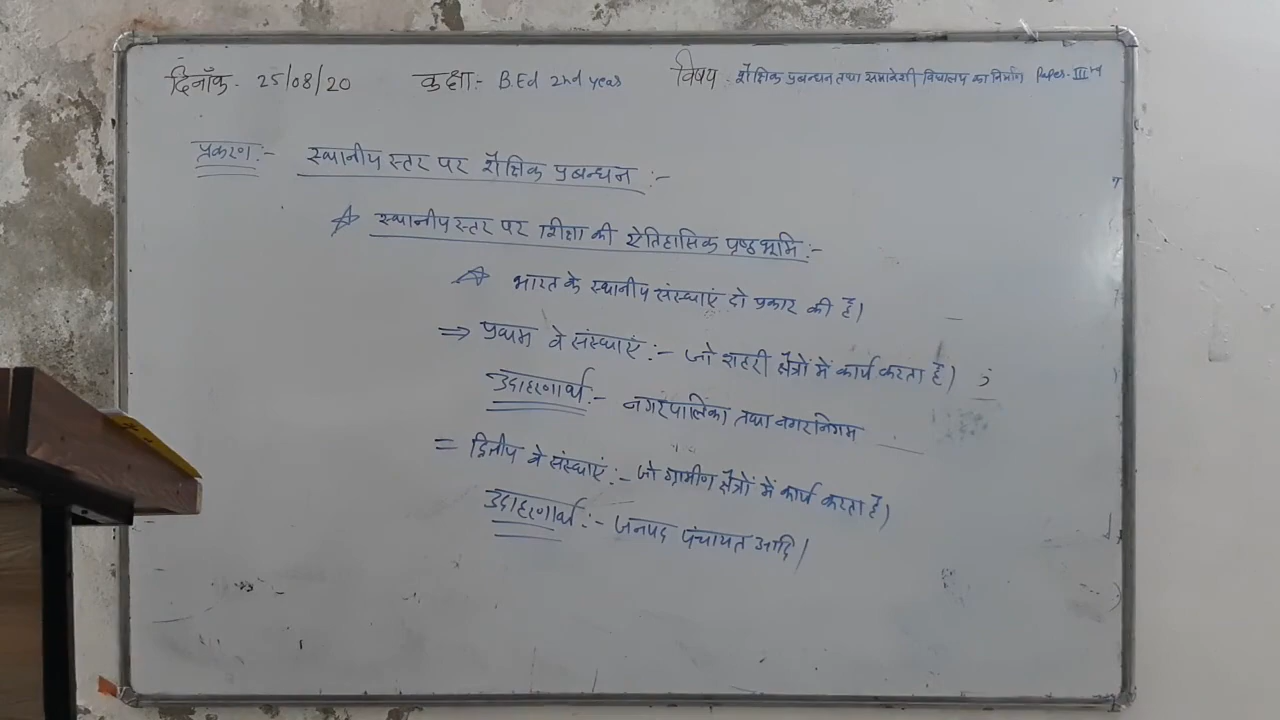 दिनाँक- 25/08/20 कक्षा:- B.Ed 2nd year विषय: शैक्षिक प्रबन्धन तथा समावेशी विद्यालय का निर्माण Paper-III
प्रकरण:- स्थानीय स्तर पर शैक्षिक प्रबन्धन:-
स्थानीय स्तर पर शिक्षा की ऐतिहासिक पृष्ठभूमि:-
भारत के स्थानीय संस्थाएं दो प्रकार की हैं।
⇒ प्रथम वे संस्थाएं:- जो शहरी क्षेत्रों में कार्य करता है)
उदाहरणार्थ:- नगरपालिका तथा नगरनिगम
= द्वितीय वे संस्थाएं:- जो ग्रामीण क्षेत्रों में कार्य करता है)
उदाहरणार्थ:- जनपद पंचायत आदि।